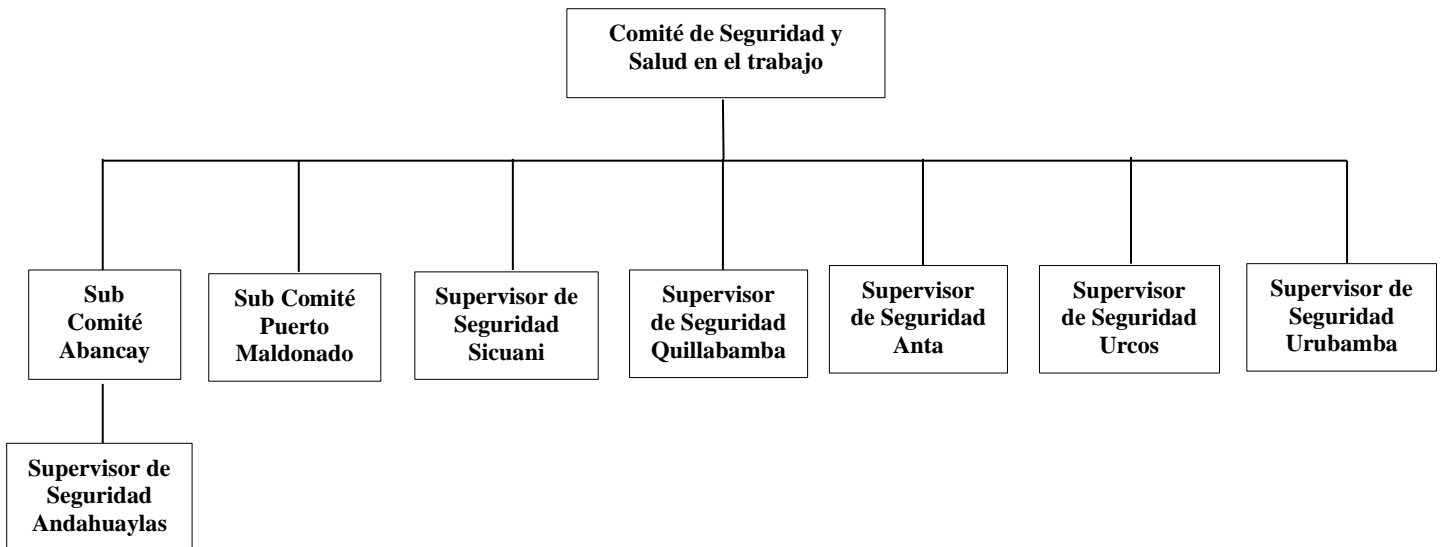 Comité de Seguridad y
Salud en el trabajo
Sub
Comité
Abancay
Sub Comité
Puerto
Maldonado
Supervisor de
Seguridad
Sicuani
Supervisor
de Seguridad
Quillabamba
Supervisor
de Seguridad
Anta
Supervisor
de Seguridad
Urcos
Supervisor de
Seguridad
Urubamba
Supervisor de
Seguridad
Andahuaylas